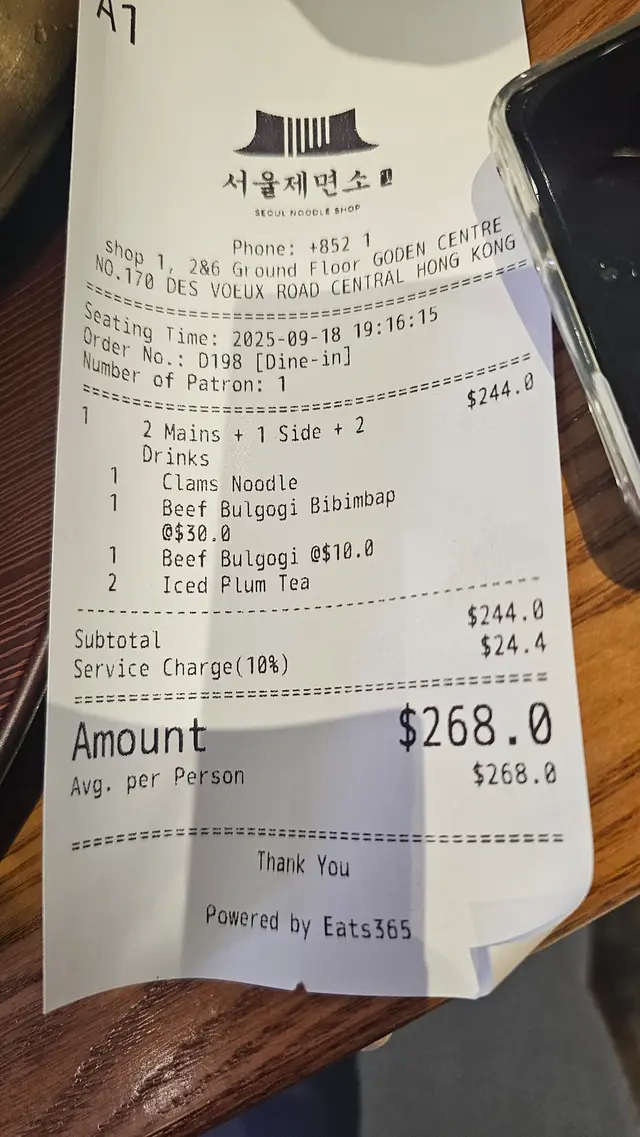 A7
서울제면소
SEOUL NOODLE SHOP
Phone: +852 1
shop 1, 2&6 Ground Floor GODEN CENTRE
NO.170 DES VOEUX ROAD CENTRAL HONG KONG
Seating Time: 2025-09-18 19:16:15
Order No.: D198 [Dine-in]
Number of Patron: 1
1 2 Mains + 1 Side + 2 $244.0
Drinks
1 Clams Noodle
1 Beef Bulgogi Bibimbap
@$30.0
1 Beef Bulgogi @$10.0
2 Iced Plum Tea
Subtotal $244.0
Service Charge(10%) $24.4
Amount $268.0
Avg. per Person $268.0
Thank You
Powered by Eats365